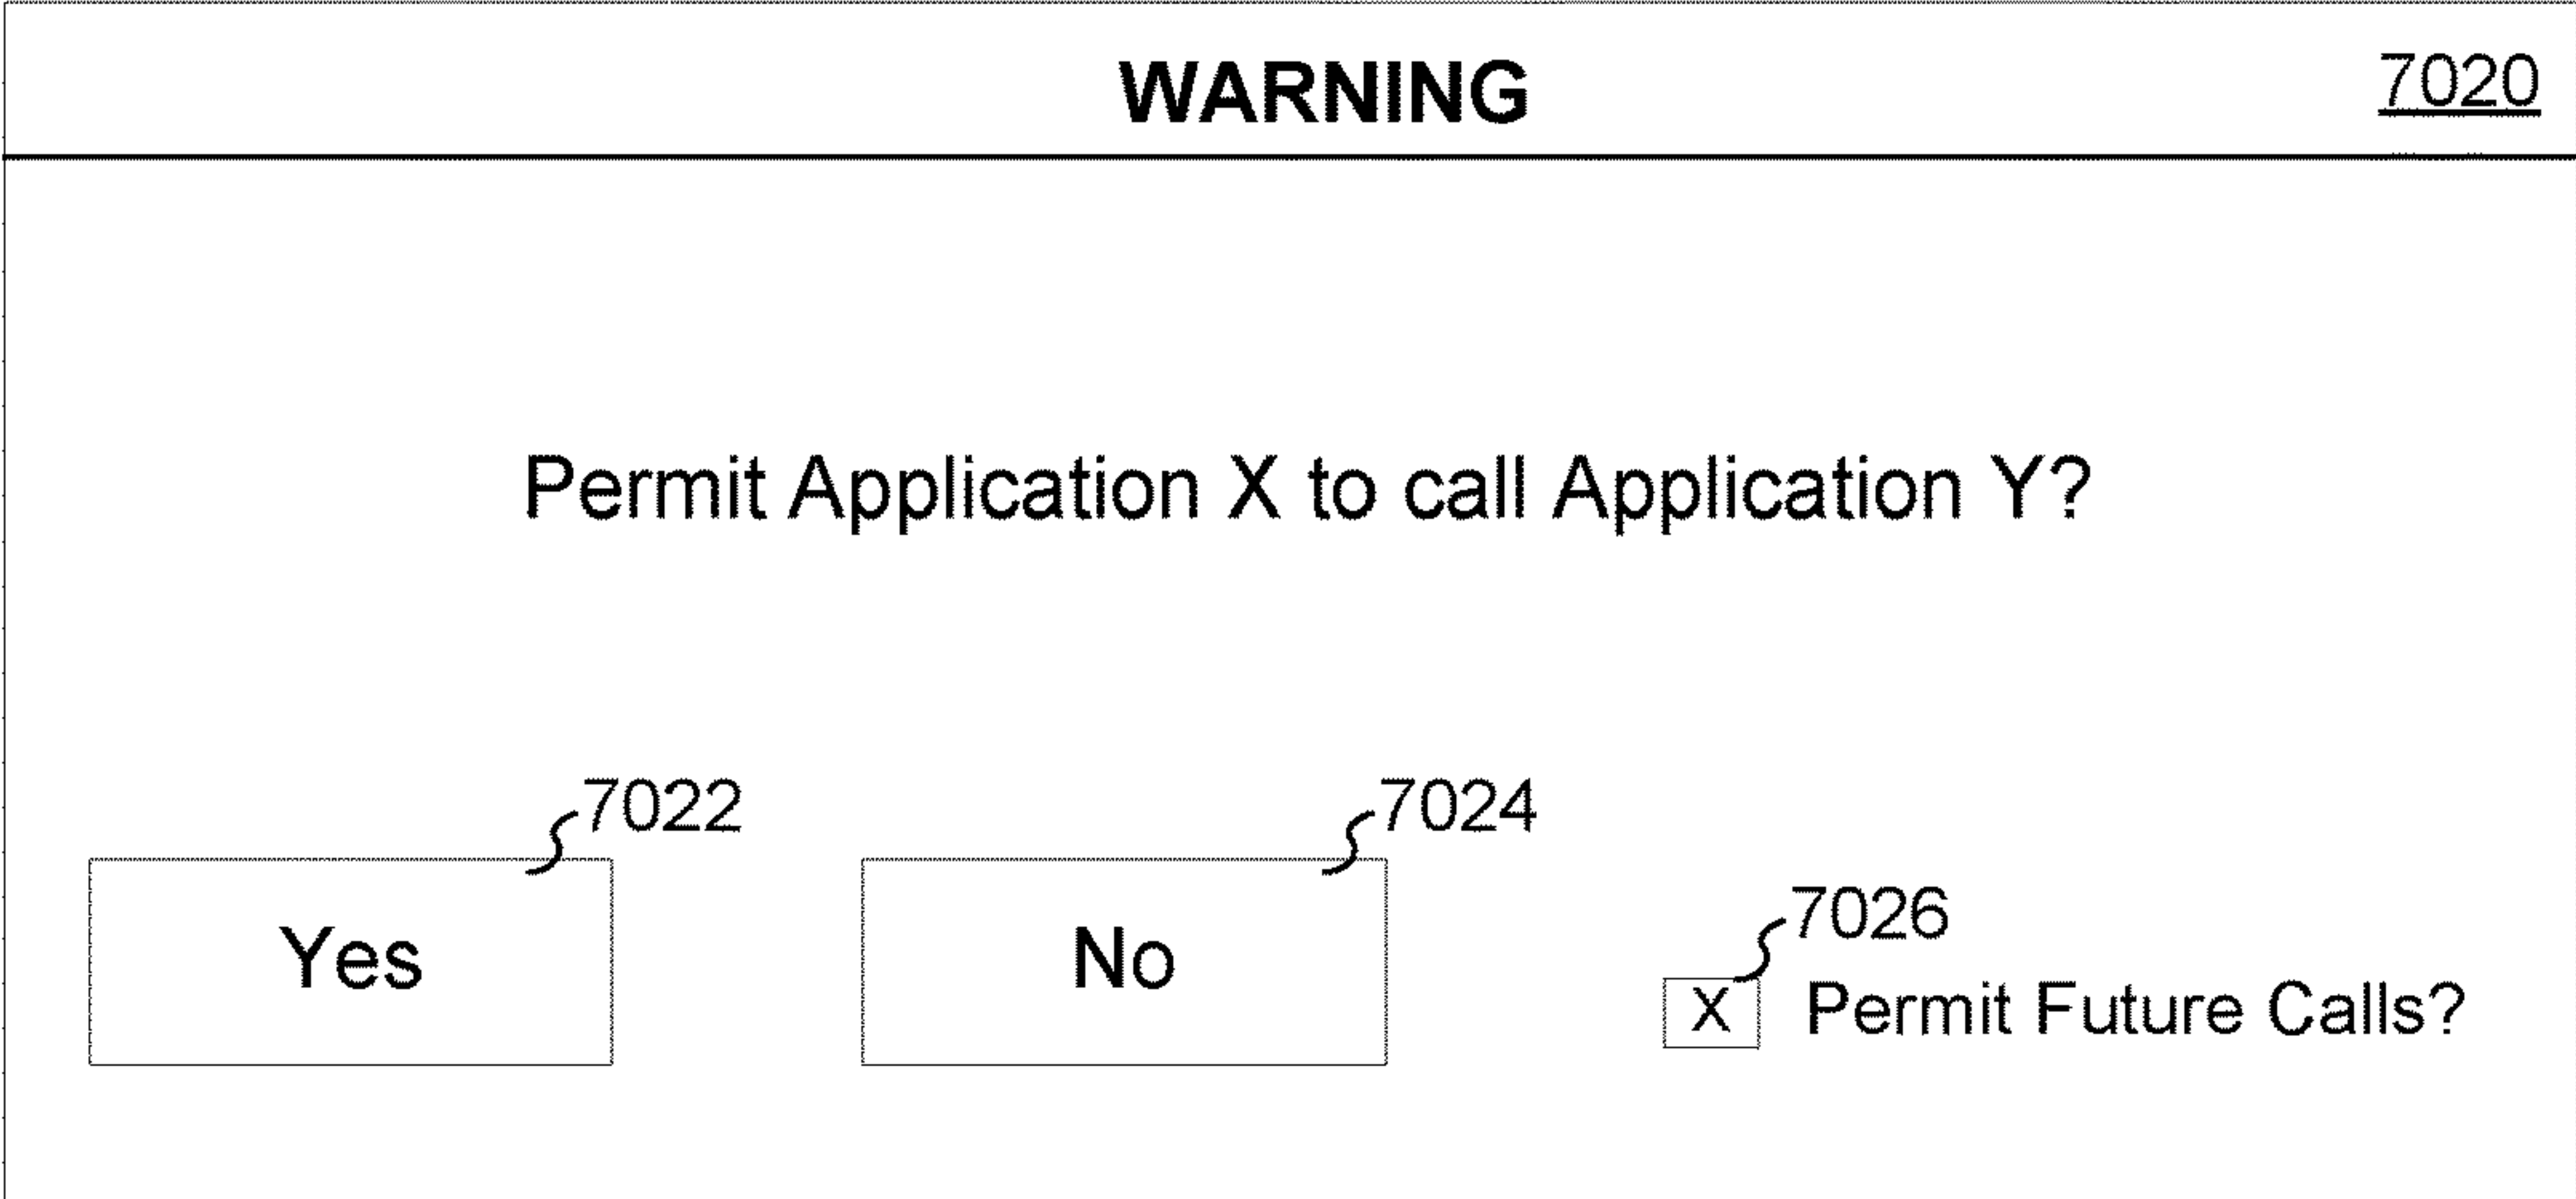 WARNING 7020
Permit Application X to call Application Y?
7022 7024
7026
Yes No
X Permit Future Calls?